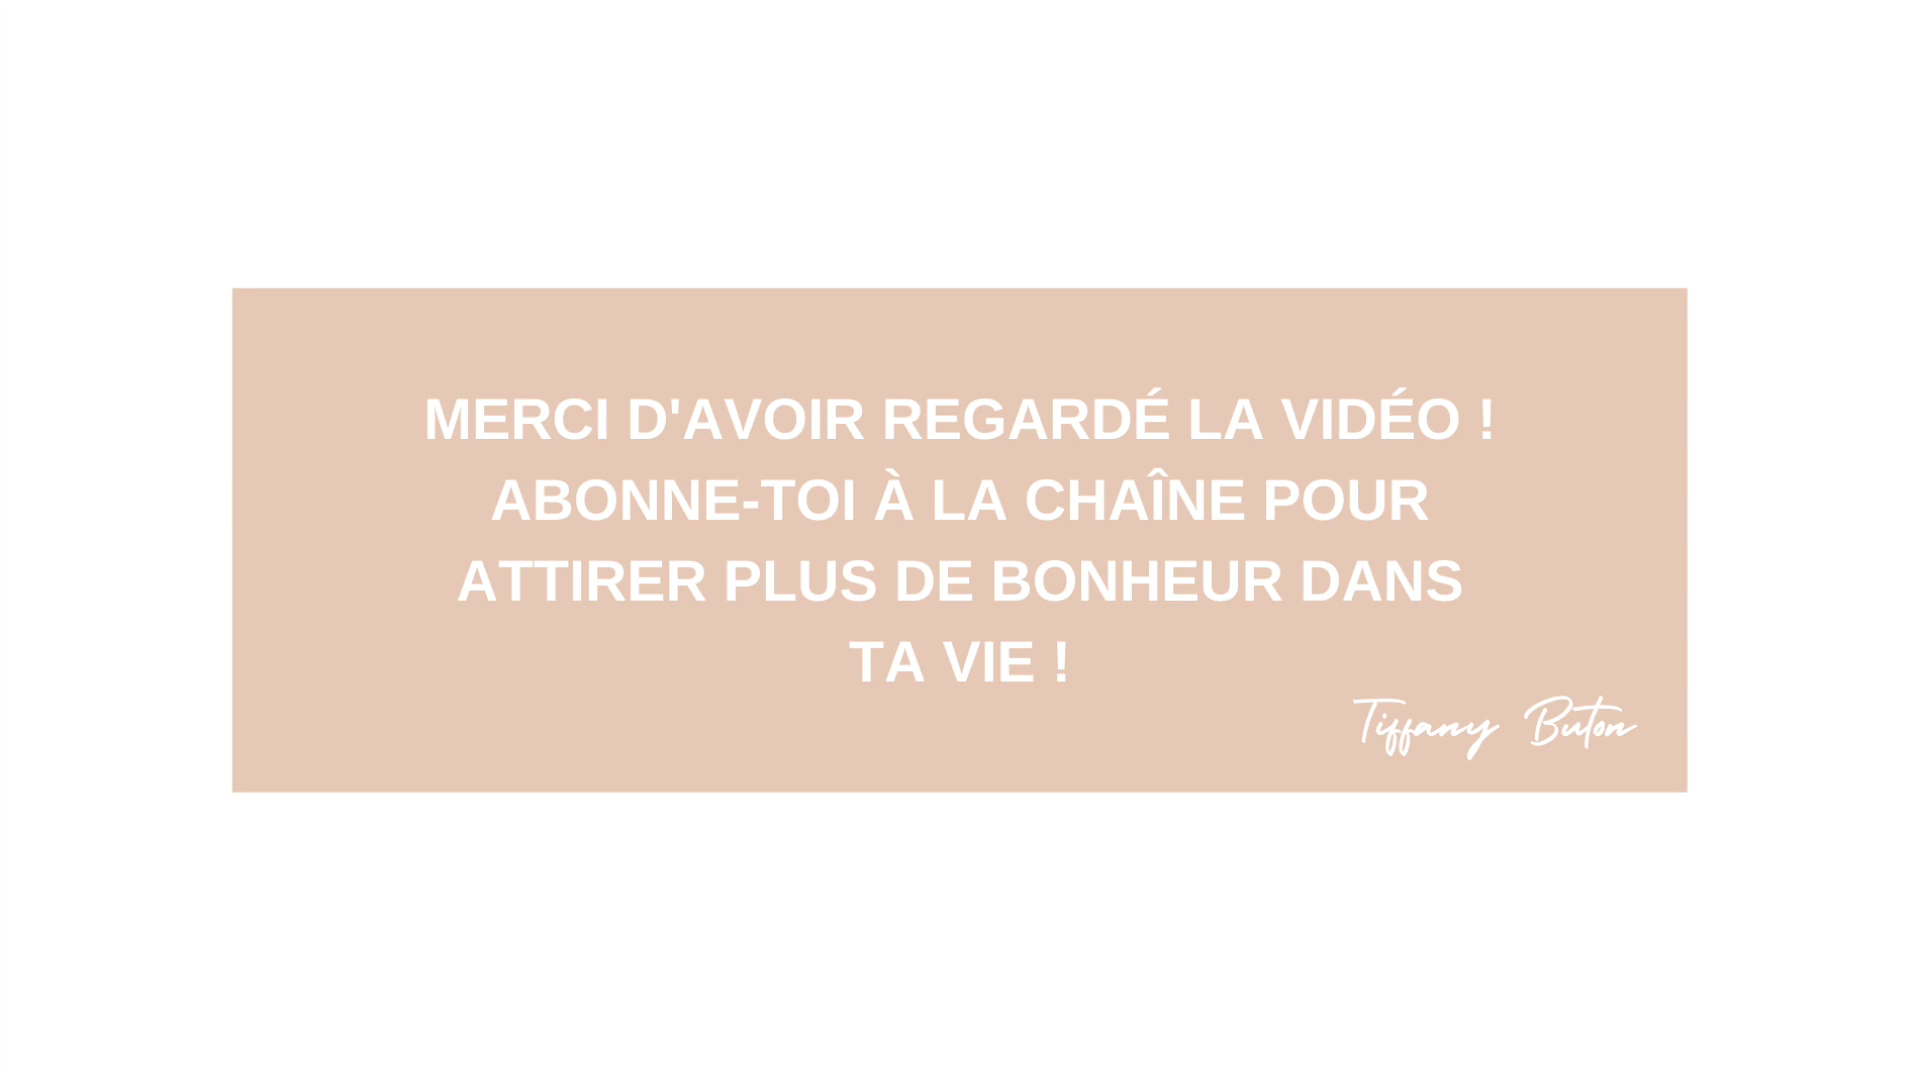 MERCI D'AVOIR REGARDÉ LA VIDÉO !
ABONNE-TOI À LA CHAÎNE POUR
ATTIRER PLUS DE BONHEUR DANS
TA VIE !
Tiffany Buton